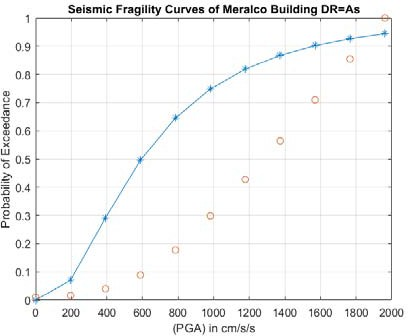 Seismic Fragility Curves of Meralco Building DR=As
1
0.9
0.8
0.7
0.6
0.5
0.4
0.3
0.2
0.1
0
Probability of Exceedance
0 200 400 600 800 1000 1200 1400 1600 1800 2000
(PGA) in cm/s/s